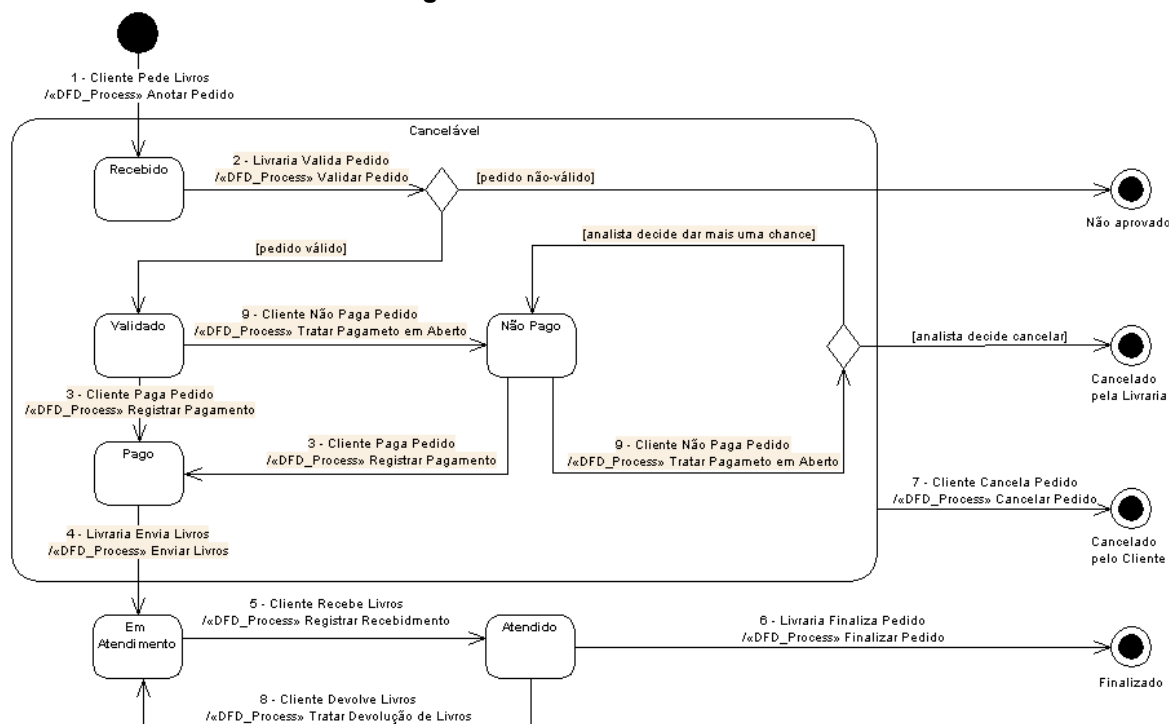 1 - Cliente Pede Livros
/«DFD_Process» Anotar Pedido
Cancelável
Recebido
2 - Livraria Valida Pedido
/«DFD_Process» Validar Pedido
[pedido não-válido]
Não aprovado
[pedido válido]
[analista decide dar mais uma chance]
Validado
9 - Cliente Não Paga Pedido
/«DFD_Process» Tratar Pagameto em Aberto
Não Pago
[analista decide cancelar]
Cancelado
pela Livraria
3 - Cliente Paga Pedido
/«DFD_Process» Registrar Pagamento
Pago
3 - Cliente Paga Pedido
/«DFD_Process» Registrar Pagamento
9 - Cliente Não Paga Pedido
/«DFD_Process» Tratar Pagameto em Aberto
7 - Cliente Cancela Pedido
/«DFD_Process» Cancelar Pedido
Cancelado
pelo Cliente
4 - Livraria Envia Livros
/«DFD_Process» Enviar Livros
Em
Atendimento
5 - Cliente Recebe Livros
/«DFD_Process» Registrar Recebidmento
Atendido
6 - Livraria Finaliza Pedido
/«DFD_Process» Finalizar Pedido
Finalizado
8 - Cliente Devolve Livros
/«DFD_Process» Tratar Devolução de Livros